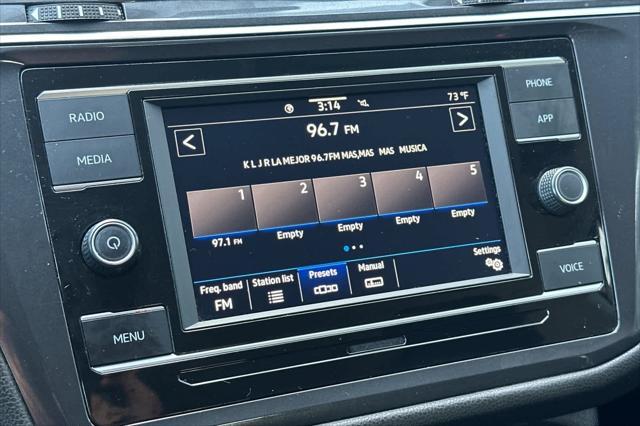 RADIO
MEDIA
MENU
PHONE
APP
VOICE
3:14
73 °F
96.7 FM
K L J R LA MEJOR 96.7FM MAS,MAS MAS MUSICA
1 2 3 4 5
97.1 FM Empty Empty Empty Empty
Freq. band Station list Presets Manual Settings
FM